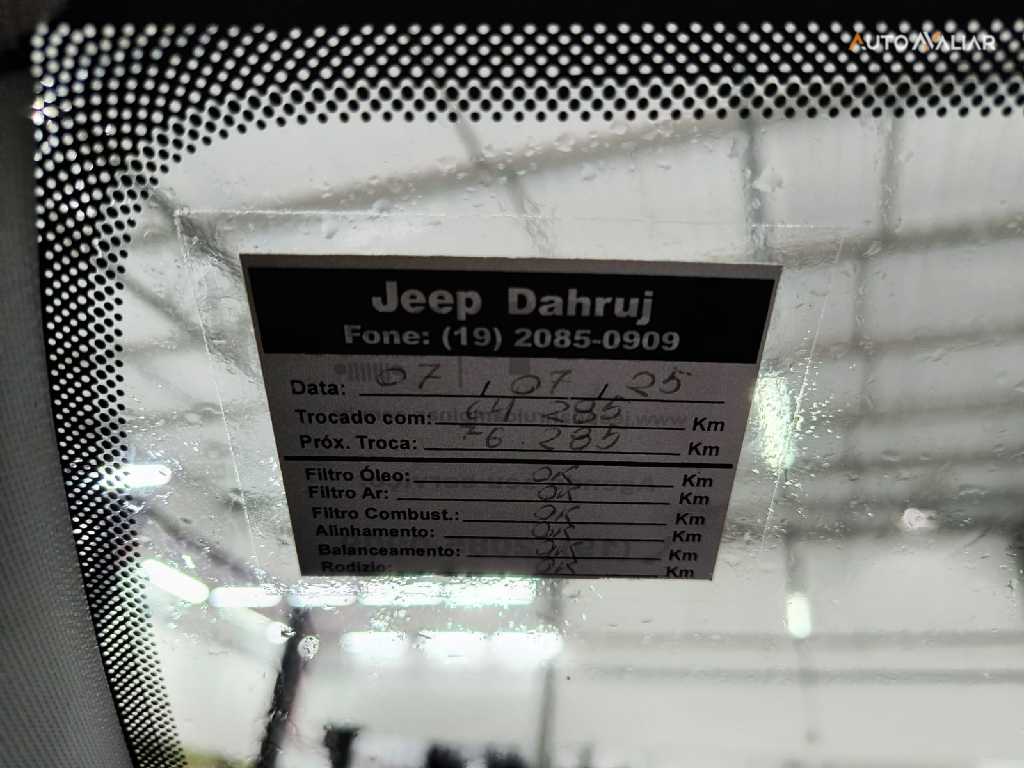 AUTOAVALIAR
Jeep Dahruj
Fone: (19) 2085-0909
Data: 07 / 07 / 25
Trocado com: 64 285 Km
Próx. Troca: 76.285 Km
Filtro Óleo: OK Km
Filtro Ar: OK Km
Filtro Combust.: OK Km
Alinhamento: OK
Balanceamento: OK Km
Rodízio: OK Km